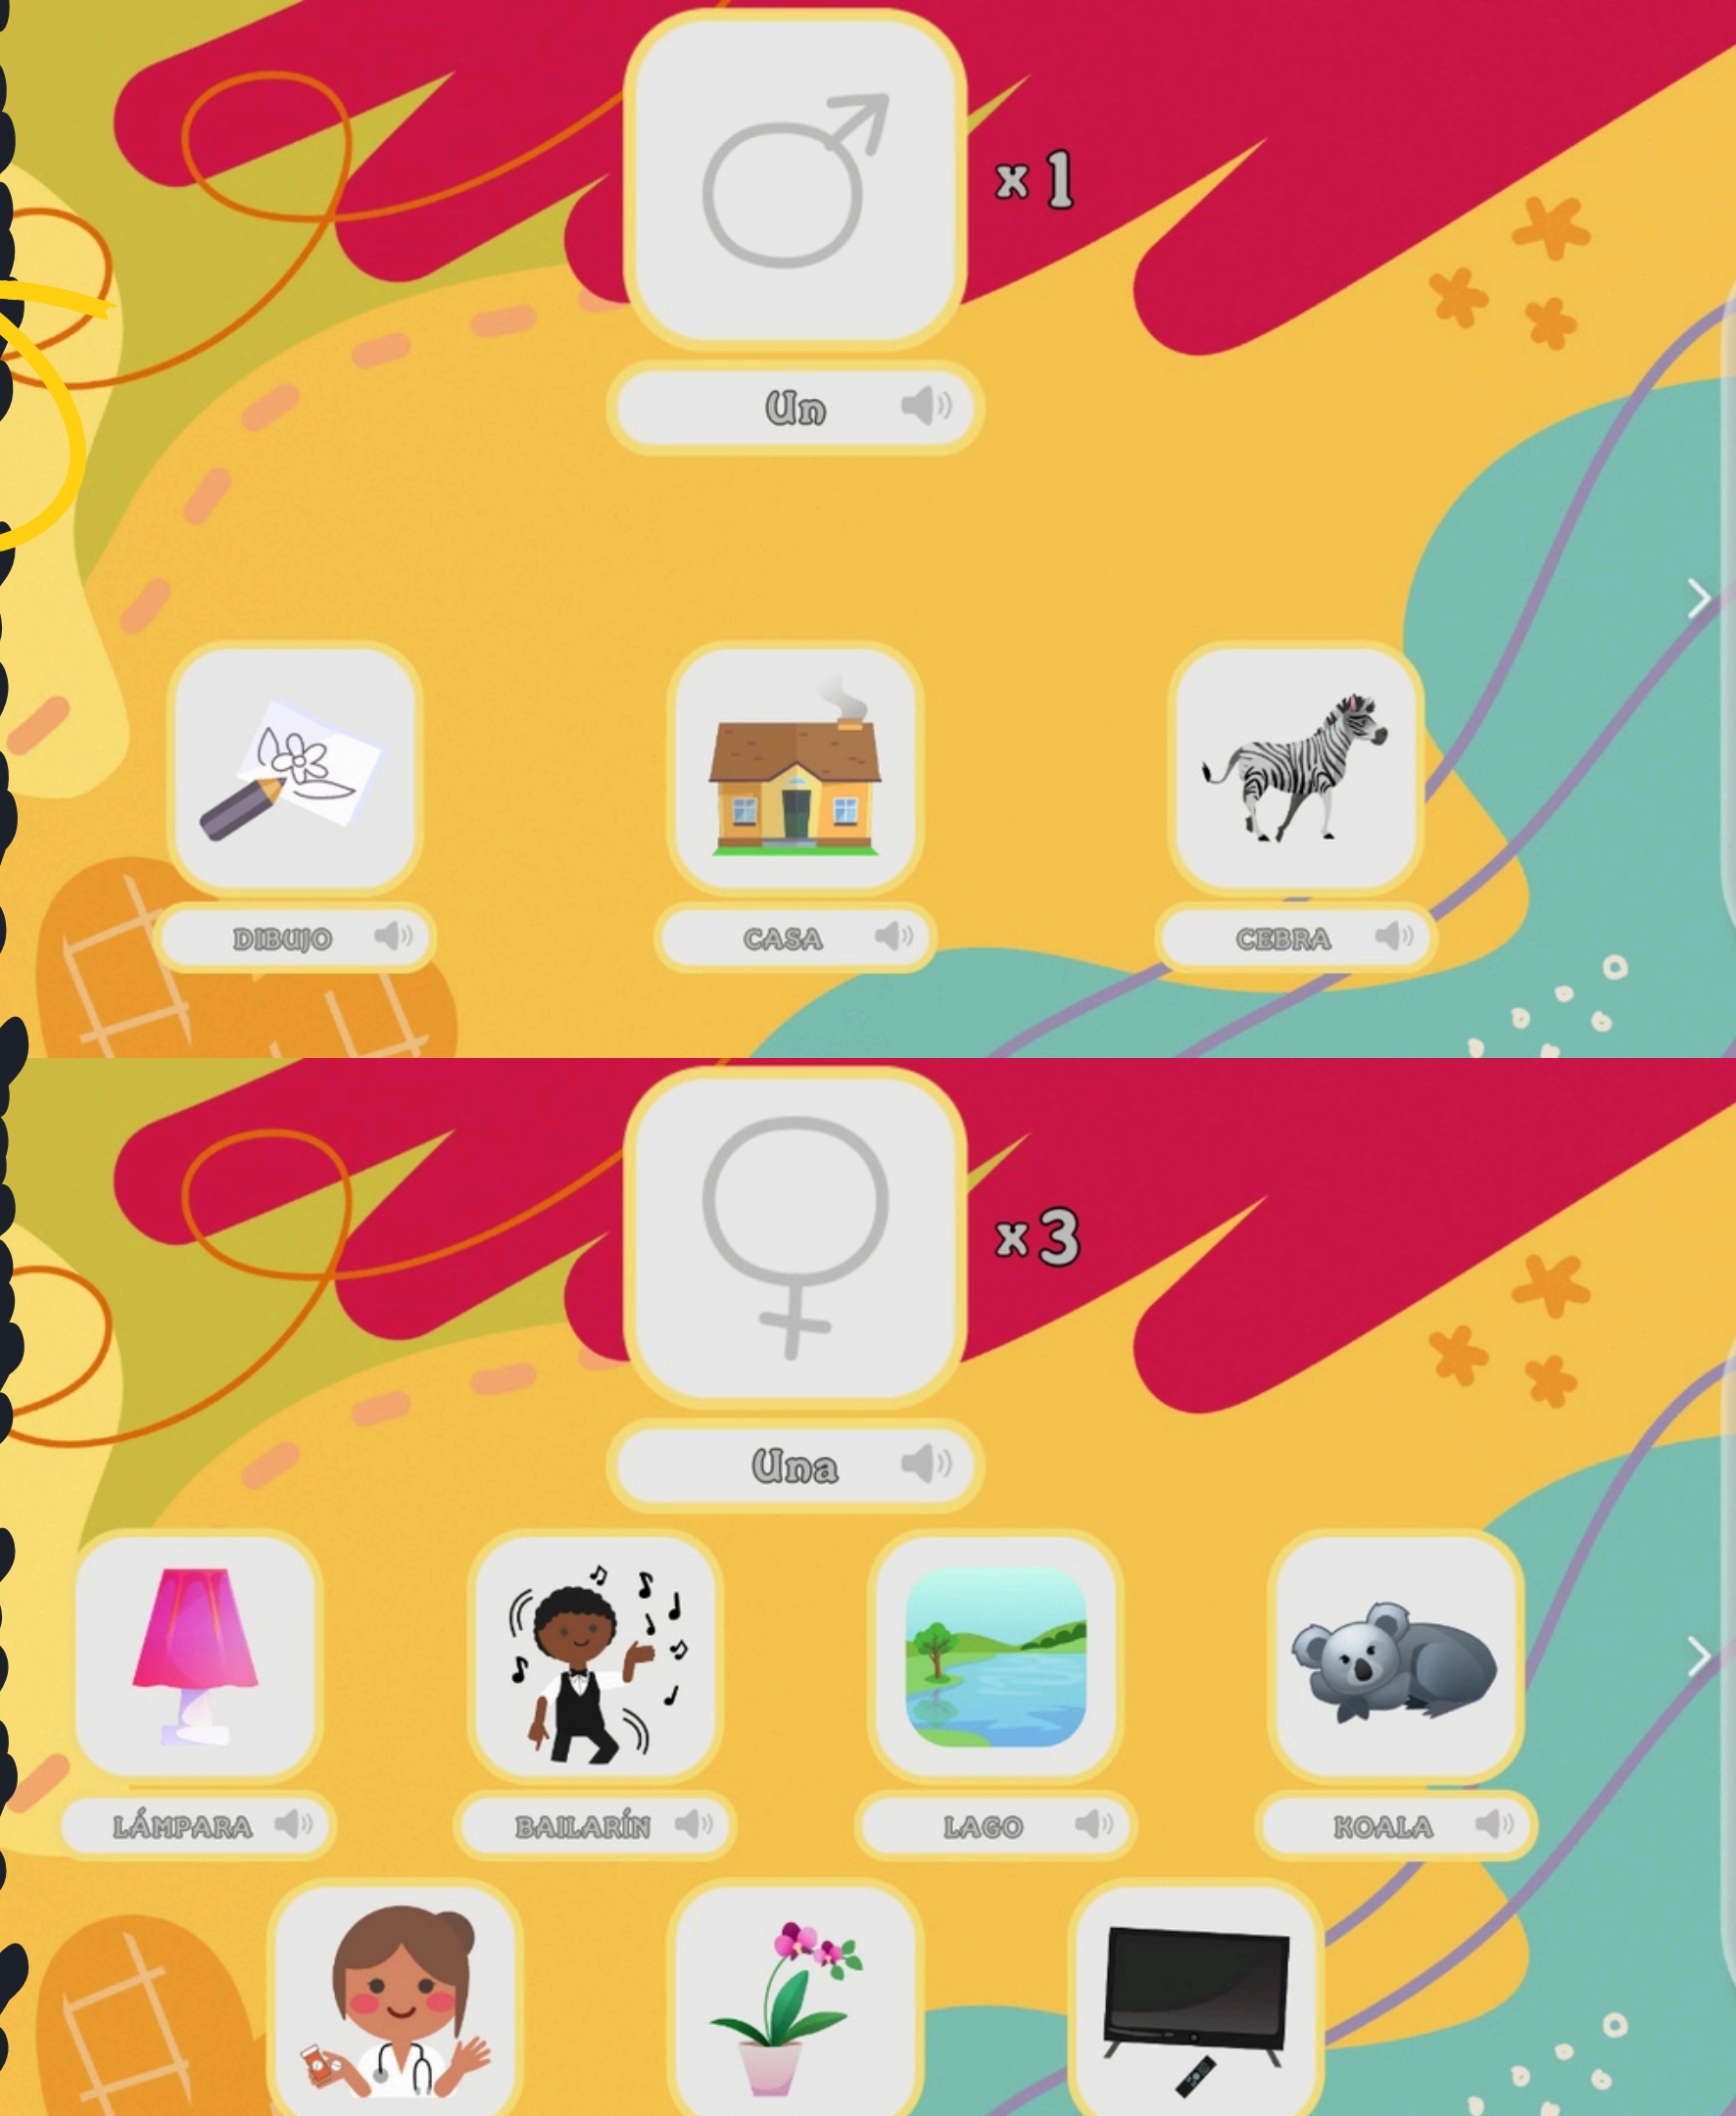 x 1
Un
DIBUJO
CASA
CEBRA
x 3
Una
LÁMPARA
BAILARÍN
LAGO
KOALA